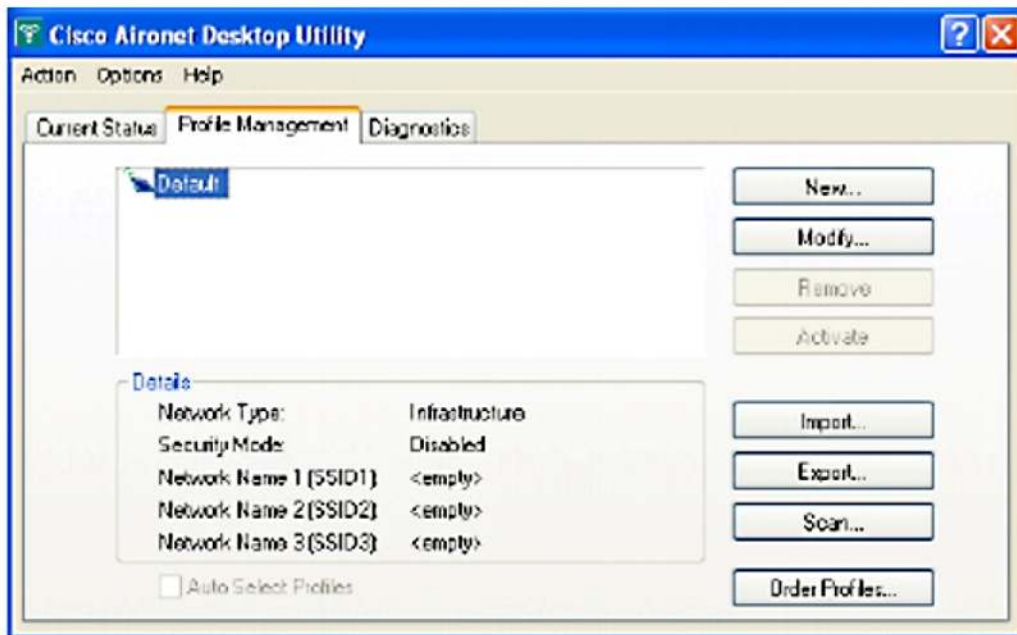 Cisco Aironet Desktop Utility
Action Options Help
Current Status Profile Management Diagnostics
Default
New...
Modify...
Remove
Activate
Details
Network Type: Infrastructure
Security Mode: Disabled
Network Name 1 (SSID1) <empty>
Network Name 2 (SSID2) <empty>
Network Name 3 (SSID3) <empty>
Import...
Export...
Scan...
Auto Select Profiles
Order Profiles...